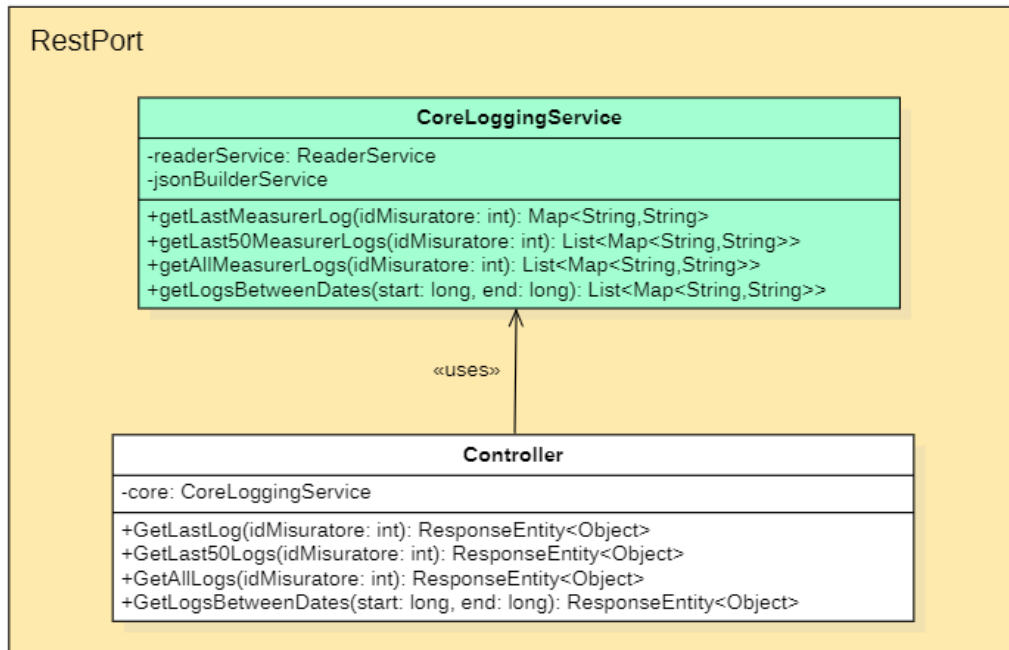 RestPort
CoreLoggingService
-readerService: ReaderService
-jsonBuilderService
+getLastMeasurerLog(idMisuratore: int): Map<String,String>
+getLast50MeasurerLogs(idMisuratore: int): List<Map<String,String>>
+getAllMeasurerLogs(idMisuratore: int): List<Map<String,String>>
+getLogsBetweenDates(start: long, end: long): List<Map<String,String>>
«uses»
Controller
-core: CoreLoggingService
+GetLastLog(idMisuratore: int): ResponseEntity<Object>
+GetLast50Logs(idMisuratore: int): ResponseEntity<Object>
+GetAllLogs(idMisuratore: int): ResponseEntity<Object>
+GetLogsBetweenDates(start: long, end: long): ResponseEntity<Object>